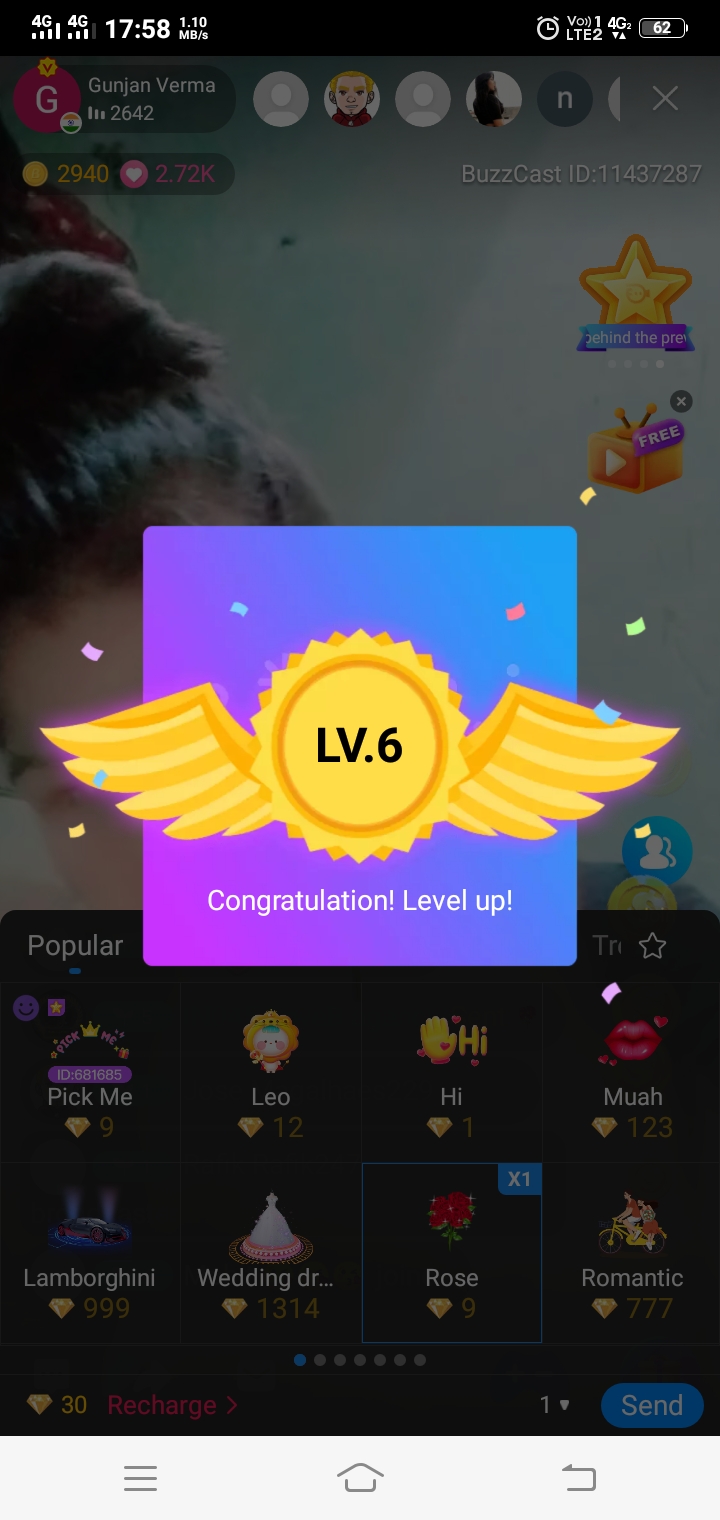 4G 4G 17:58 1.10 MB/s Vo)) 1 LTE2 4G2 62
G Gunjan Verma
2642
n
2940 2.72K BuzzCast ID:11437287
behind the prev
FREE
LV.6
Congratulation! Level up!
Popular
PICK ME
ID:681685
Pick Me Leo Hi Muah
9 12 1 123
X1
Lamborghini Wedding dr... Rose Romantic
999 1314 9 777
30 Recharge > 1 Send